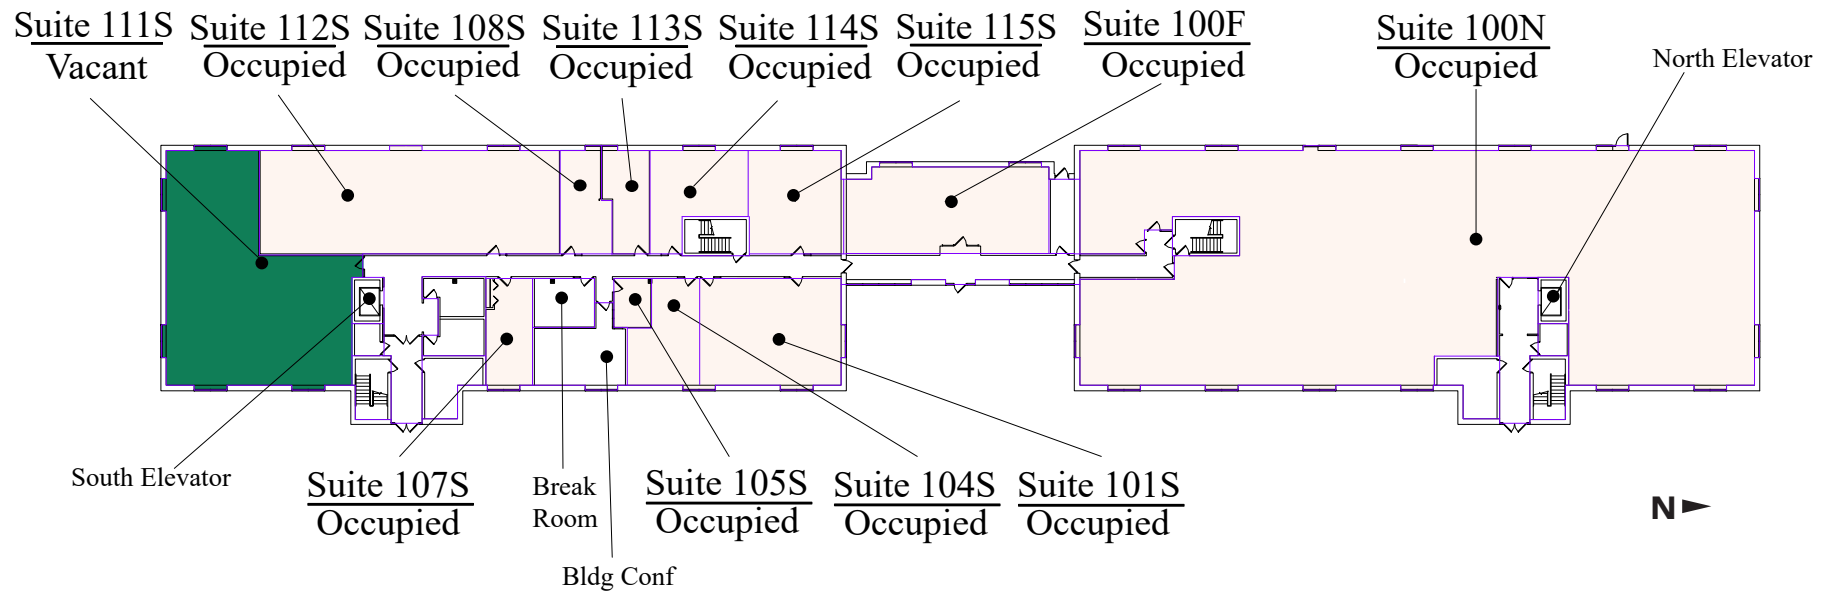 Suite 111S
Vacant
Suite 112S
Occupied
Suite 108S
Occupied
Suite 113S
Occupied
Suite 114S
Occupied
Suite 115S
Occupied
Suite 100F
Occupied
Suite 100N
Occupied
North Elevator
South Elevator
Suite 107S
Occupied
Break
Room
Bldg Conf
Suite 105S
Occupied
Suite 104S
Occupied
Suite 101S
Occupied
N